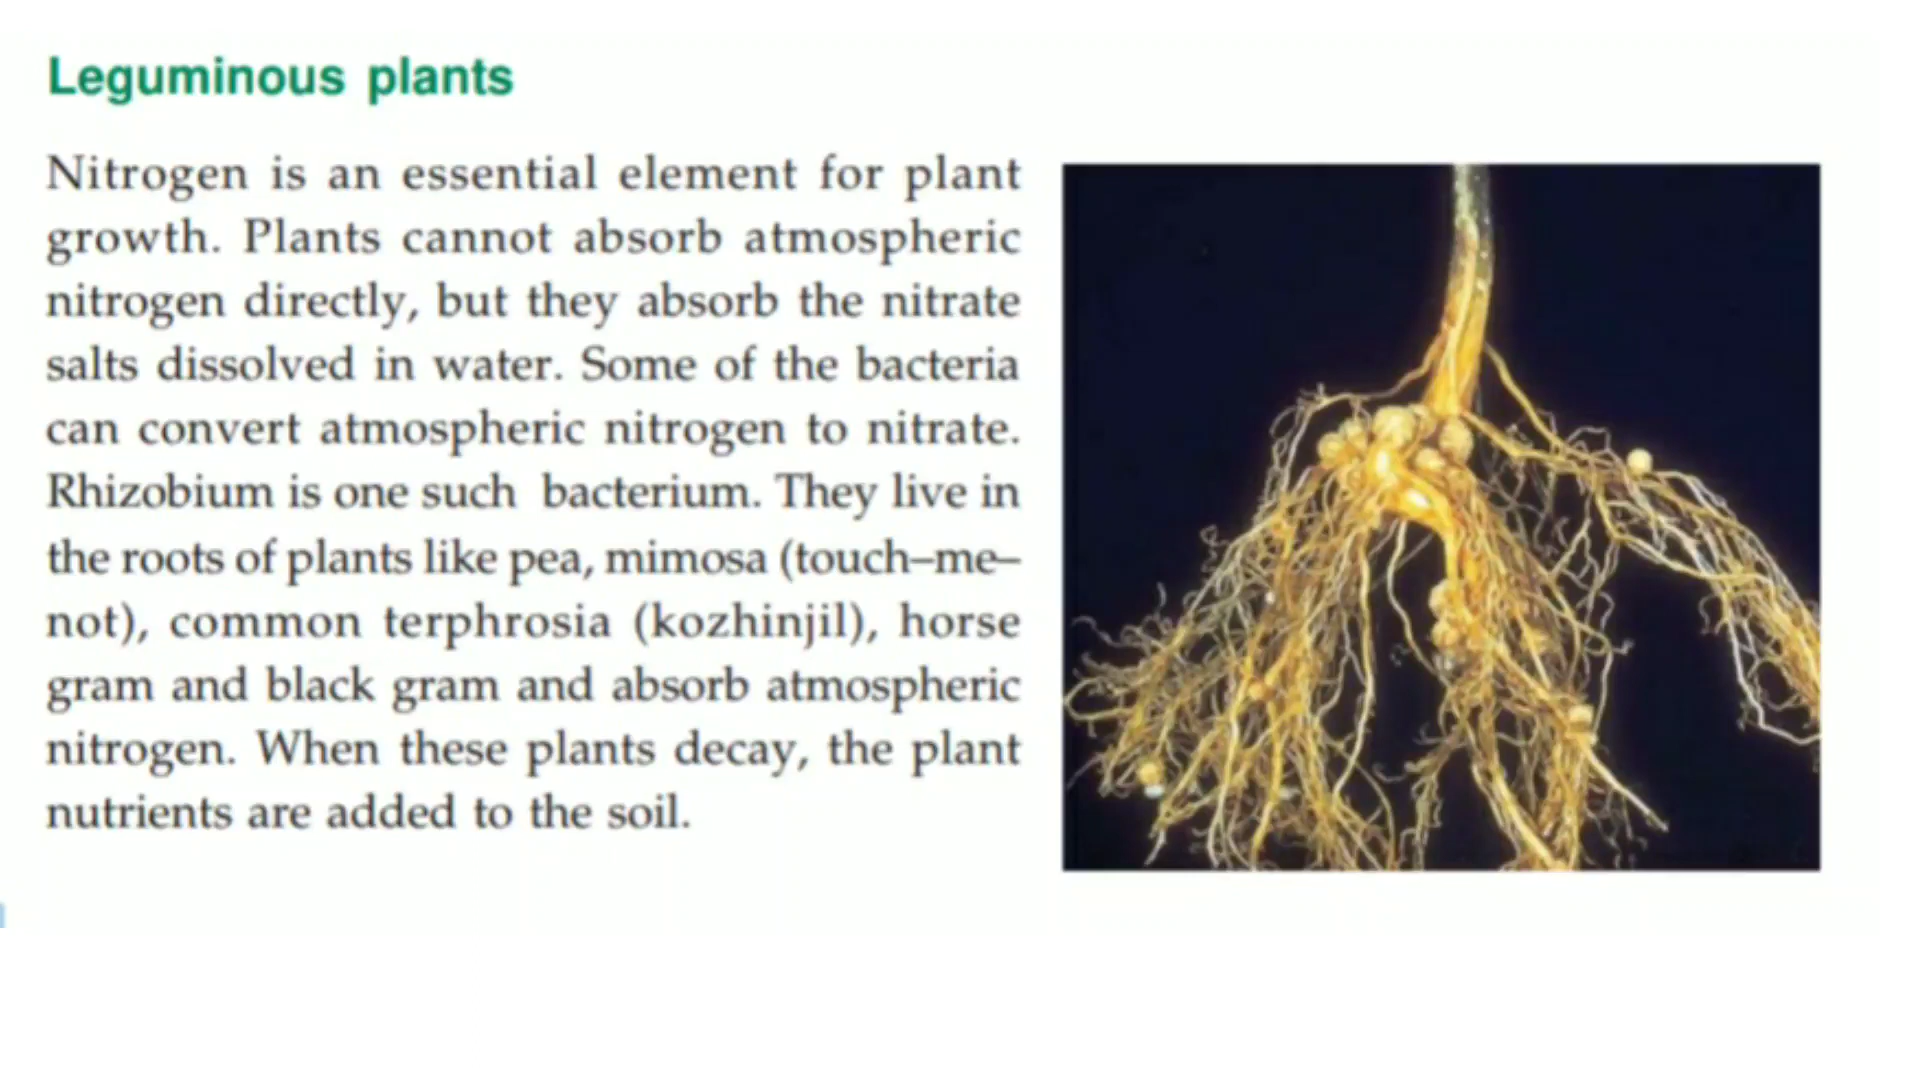 Leguminous plants
Nitrogen is an essential element for plant
growth. Plants cannot absorb atmospheric
nitrogen directly, but they absorb the nitrate
salts dissolved in water. Some of the bacteria
can convert atmospheric nitrogen to nitrate.
Rhizobium is one such bacterium. They live in
the roots of plants like pea, mimosa (touch–me–
not), common terphrosia (kozhinjil), horse
gram and black gram and absorb atmospheric
nitrogen. When these plants decay, the plant
nutrients are added to the soil.